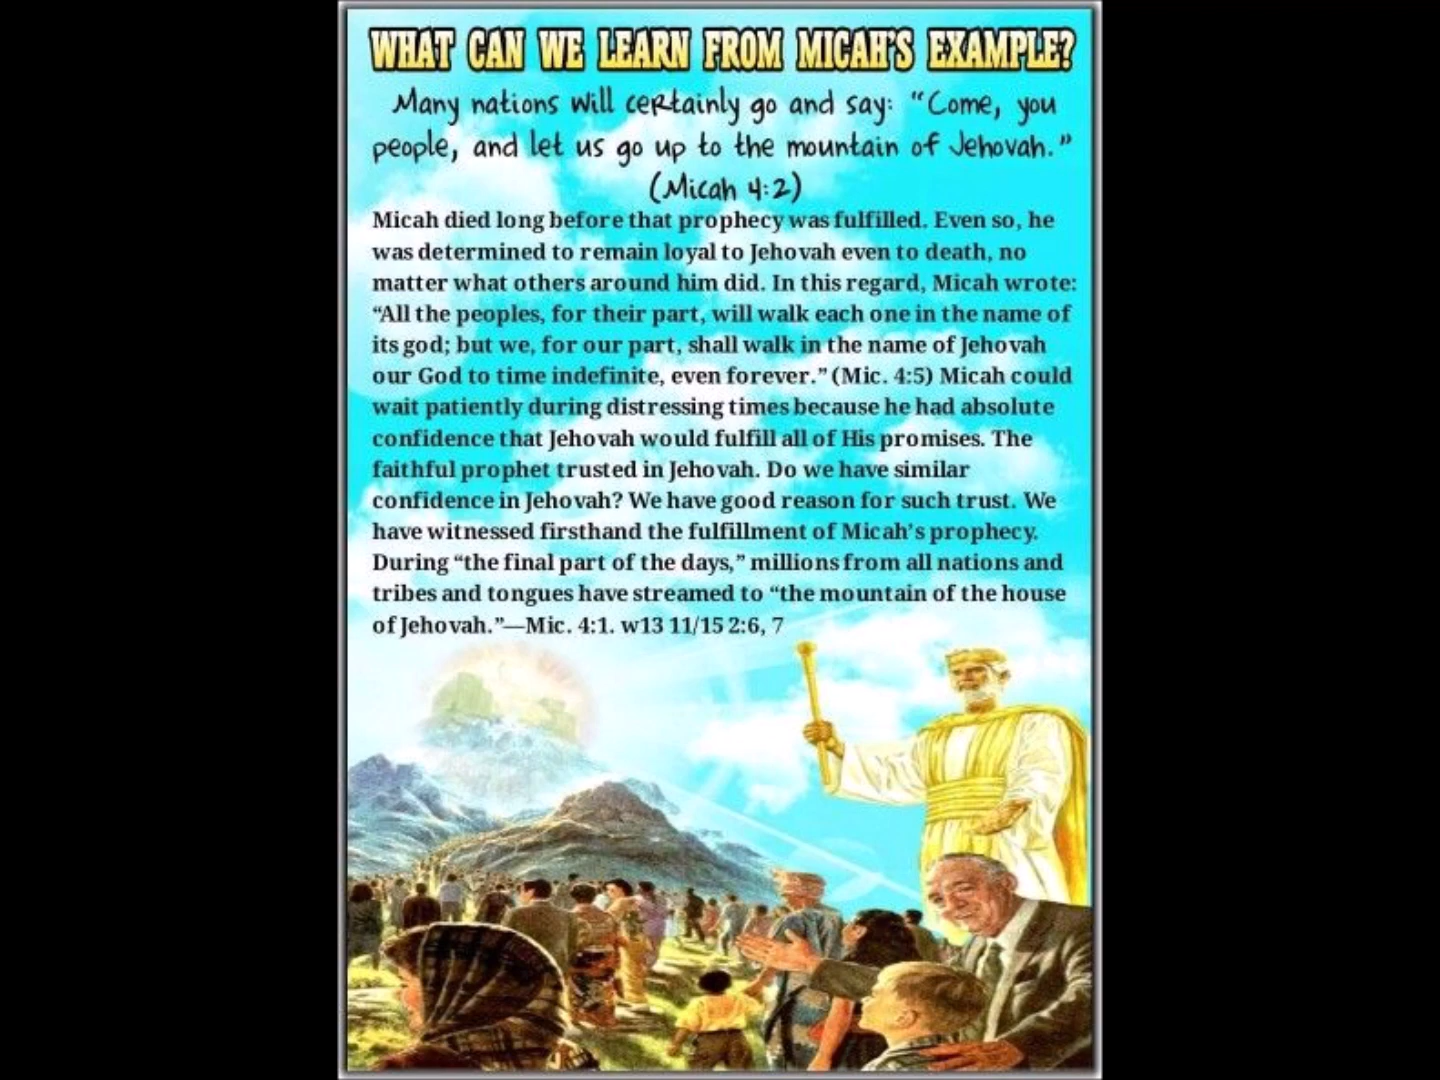 WHAT CAN WE LEARN FROM MICAH'S EXAMPLE?
Many nations will certainly go and say: “Come, you
people, and let us go up to the mountain of Jehovah.”
(Micah 4:2)
Micah died long before that prophecy was fulfilled. Even so, he
was determined to remain loyal to Jehovah even to death, no
matter what others around him did. In this regard, Micah wrote:
“All the peoples, for their part, will walk each one in the name of
its god; but we, for our part, shall walk in the name of Jehovah
our God to time indefinite, even forever.” (Mic. 4:5) Micah could
wait patiently during distressing times because he had absolute
confidence that Jehovah would fulfill all of His promises. The
faithful prophet trusted in Jehovah. Do we have similar
confidence in Jehovah? We have good reason for such trust. We
have witnessed firsthand the fulfillment of Micah’s prophecy.
During “the final part of the days,” millions from all nations and
tribes and tongues have streamed to “the mountain of the house
of Jehovah.”—Mic. 4:1. w13 11/15 2:6, 7